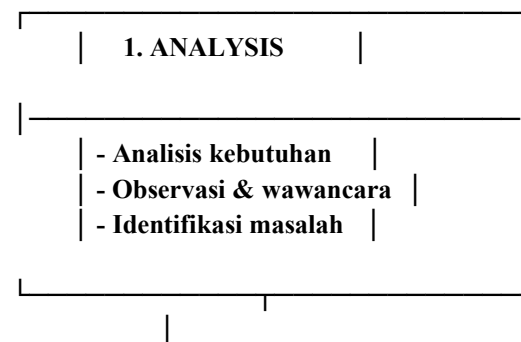 1. ANALYSIS
- Analisis kebutuhan
- Observasi & wawancara
- Identifikasi masalah